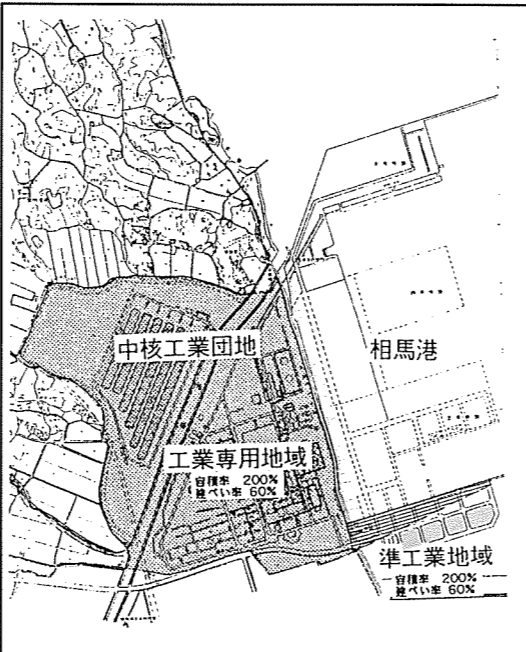 中核工業団地
相馬港
工業専用地域
容積率 200%
建ぺい率 60%
準工業地域
容積率 200%
建ぺい率 60%